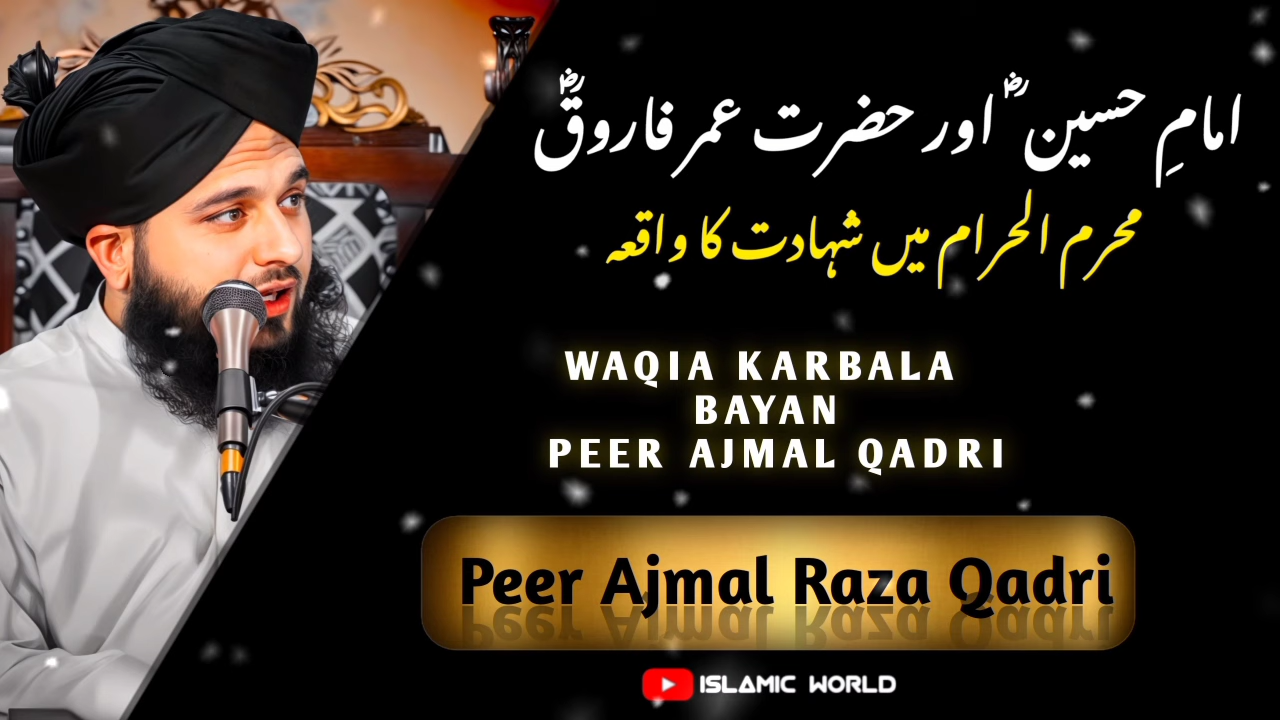 امامِ حسینؓ اور حضرت عمر فاروقؓ
محرم الحرام میں شہادت کا واقعہ
WAQIA KARBALA
BAYAN
PEER AJMAL QADRI
Peer Ajmal Raza Qadri
ISLAMIC WORLD